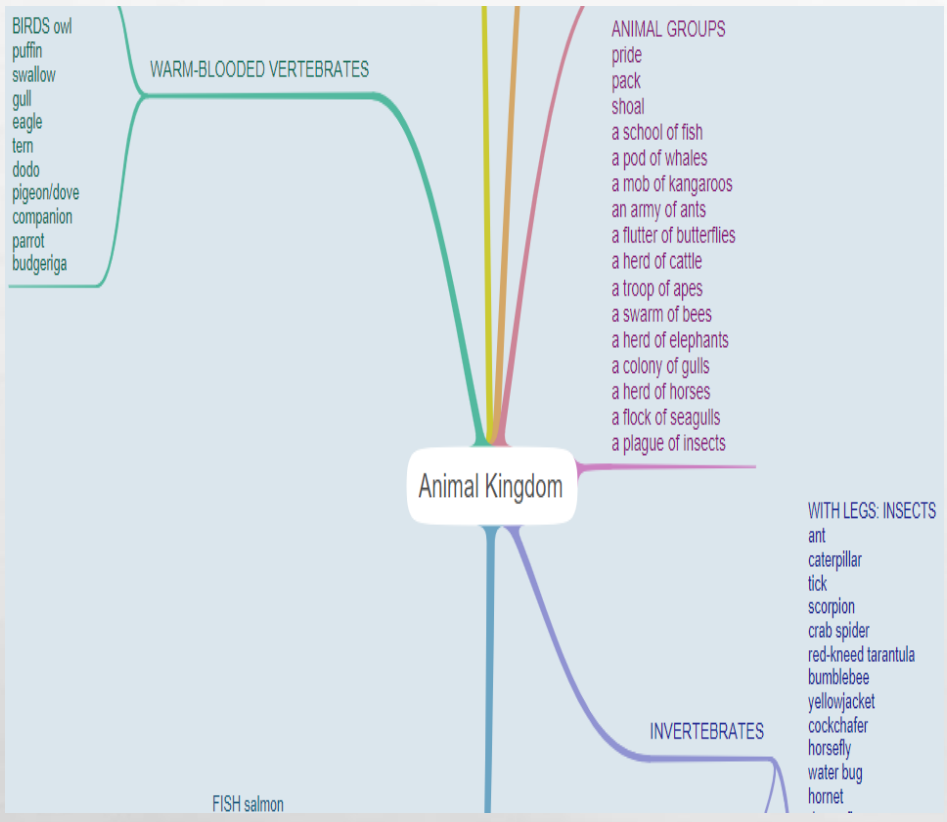 BIRDS owl
puffin
swallow
gull
eagle
tern
dodo
pigeon/dove
companion
parrot
budgeriga
WARM-BLOODED VERTEBRATES
ANIMAL GROUPS
pride
pack
shoal
a school of fish
a pod of whales
a mob of kangaroos
an army of ants
a flutter of butterflies
a herd of cattle
a troop of apes
a swarm of bees
a herd of elephants
a colony of gulls
a herd of horses
a flock of seagulls
a plague of insects
Animal Kingdom
WITH LEGS: INSECTS
ant
caterpillar
tick
scorpion
crab spider
red-kneed tarantula
bumblebee
yellowjacket
cockchafer
horsefly
water bug
hornet
INVERTEBRATES
FISH salmon